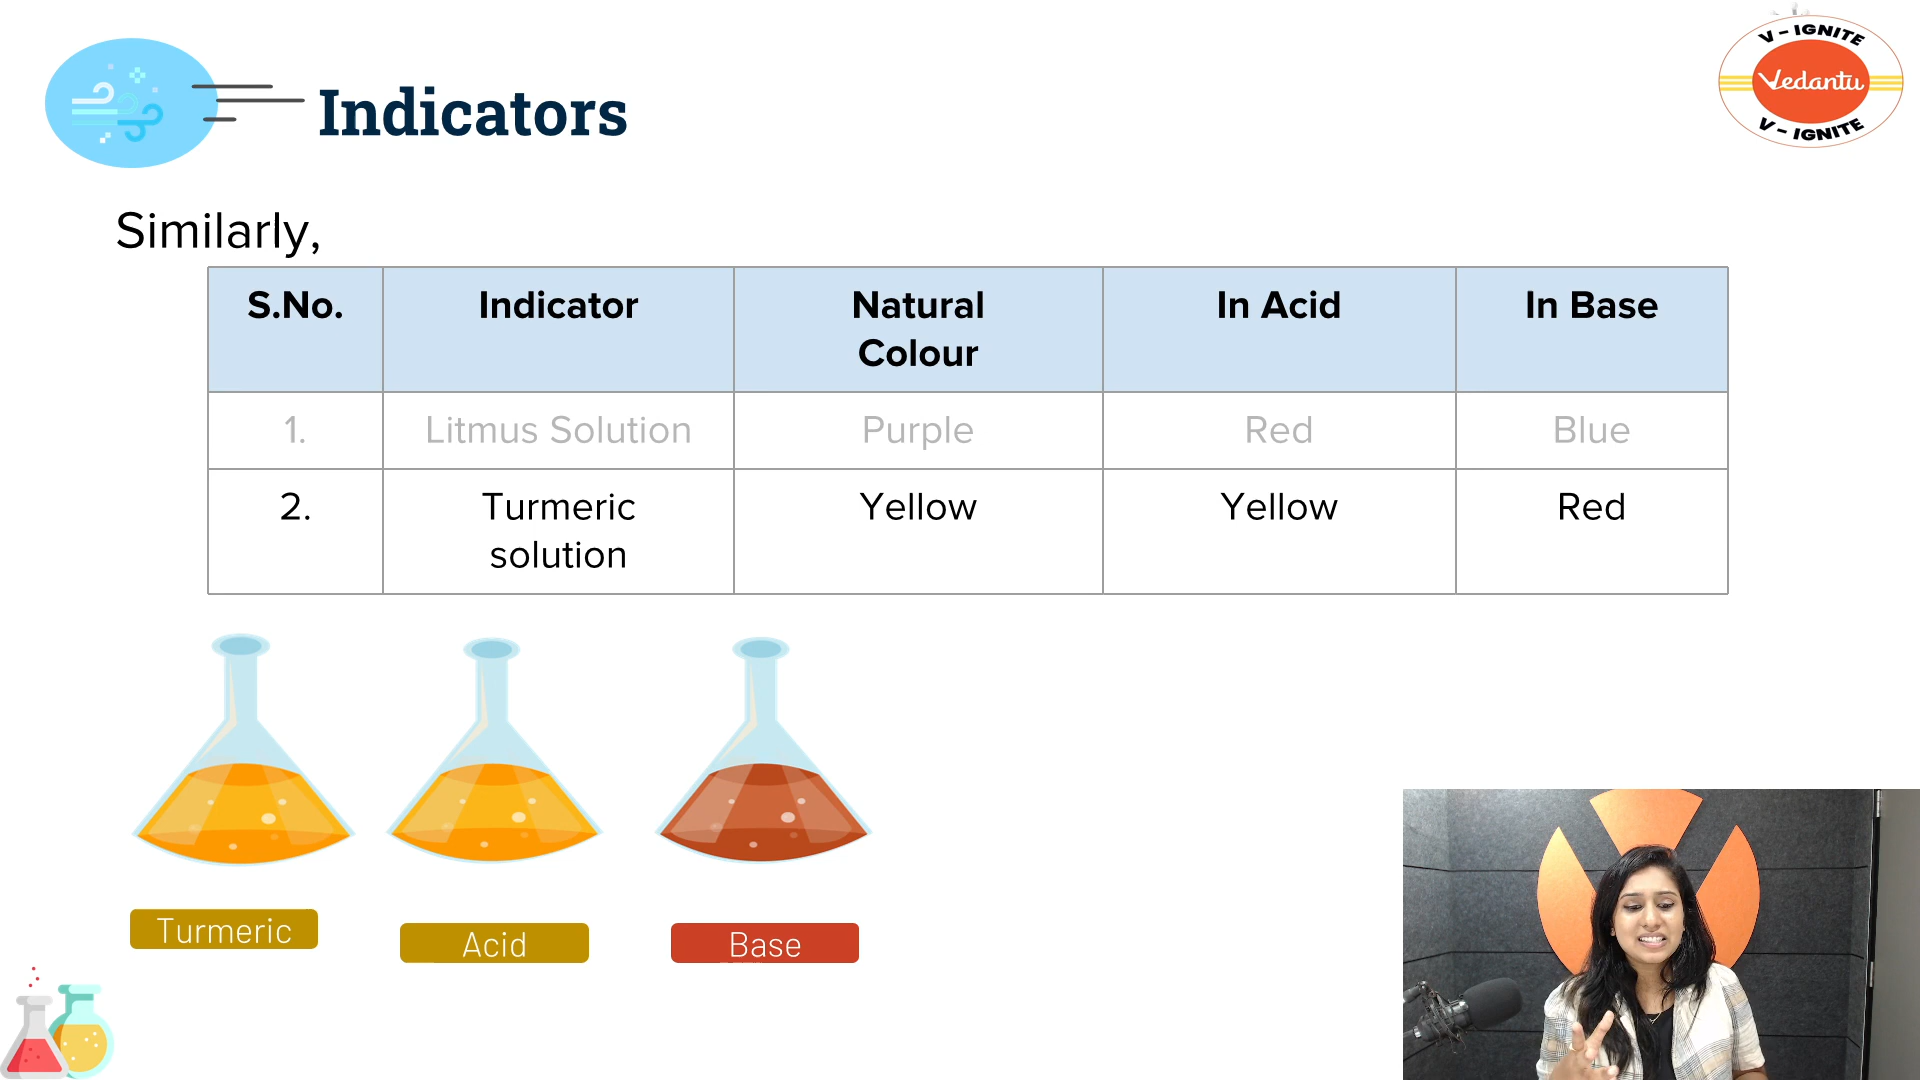 V - IGNITE
Vedantu
V - IGNITE
Indicators
Similarly,
S.No. Indicator Natural Colour In Acid In Base
1. Litmus Solution Purple Red Blue
2. Turmeric solution Yellow Yellow Red
Turmeric
Acid
Base